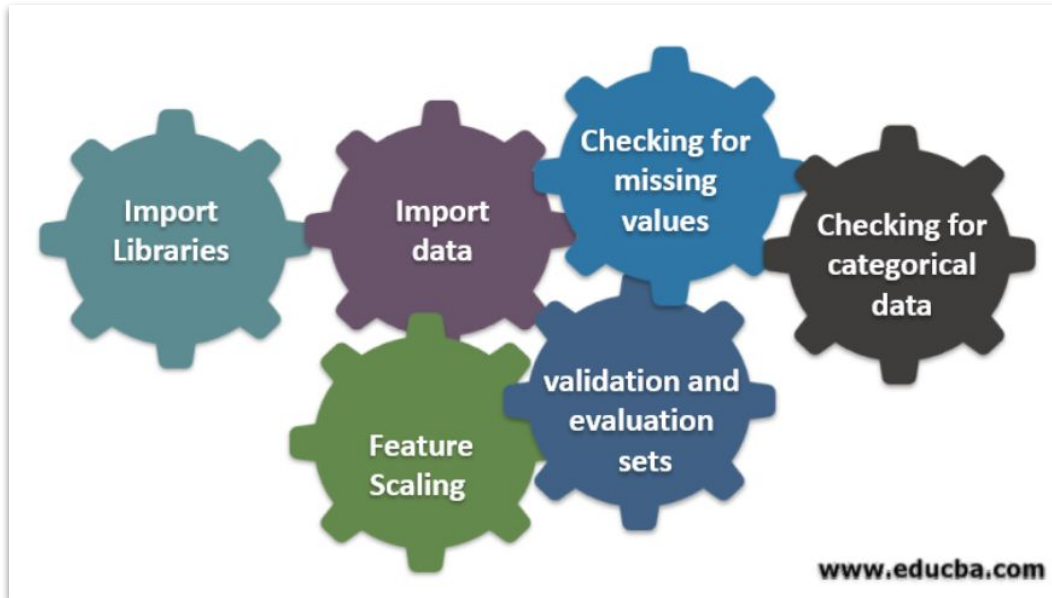 Import
Libraries
Import
data
Checking for
missing
values
Checking for
categorical
data
Feature
Scaling
validation and
evaluation
sets
www.educba.com